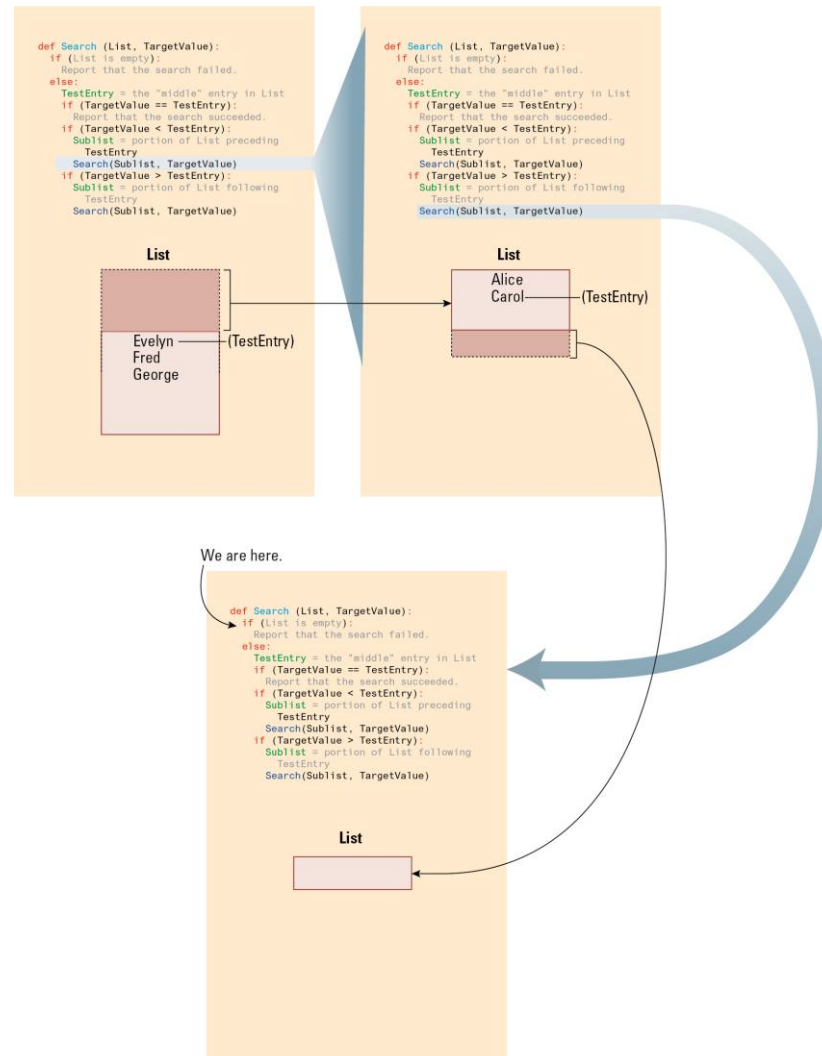 def Search (List, TargetValue):
if (List is empty):
Report that the search failed.
else:
TestEntry = the "middle" entry in List
if (TargetValue == TestEntry):
Report that the search succeeded.
if (TargetValue < TestEntry):
Sublist = portion of List preceding
TestEntry
Search(Sublist, TargetValue)
if (TargetValue > TestEntry):
Sublist = portion of List following
TestEntry
Search(Sublist, TargetValue)
List
Evelyn (TestEntry)
Fred
George
def Search (List, TargetValue):
if (List is empty):
Report that the search failed.
else:
TestEntry = the "middle" entry in List
if (TargetValue == TestEntry):
Report that the search succeeded.
if (TargetValue < TestEntry):
Sublist = portion of List preceding
TestEntry
Search(Sublist, TargetValue)
if (TargetValue > TestEntry):
Sublist = portion of List following
TestEntry
Search(Sublist, TargetValue)
List
Alice
Carol (TestEntry)
We are here.
def Search (List, TargetValue):
if (List is empty):
Report that the search failed.
else:
TestEntry = the "middle" entry in List
if (TargetValue == TestEntry):
Report that the search succeeded.
if (TargetValue < TestEntry):
Sublist = portion of List preceding
TestEntry
Search(Sublist, TargetValue)
if (TargetValue > TestEntry):
Sublist = portion of List following
TestEntry
Search(Sublist, TargetValue)
List